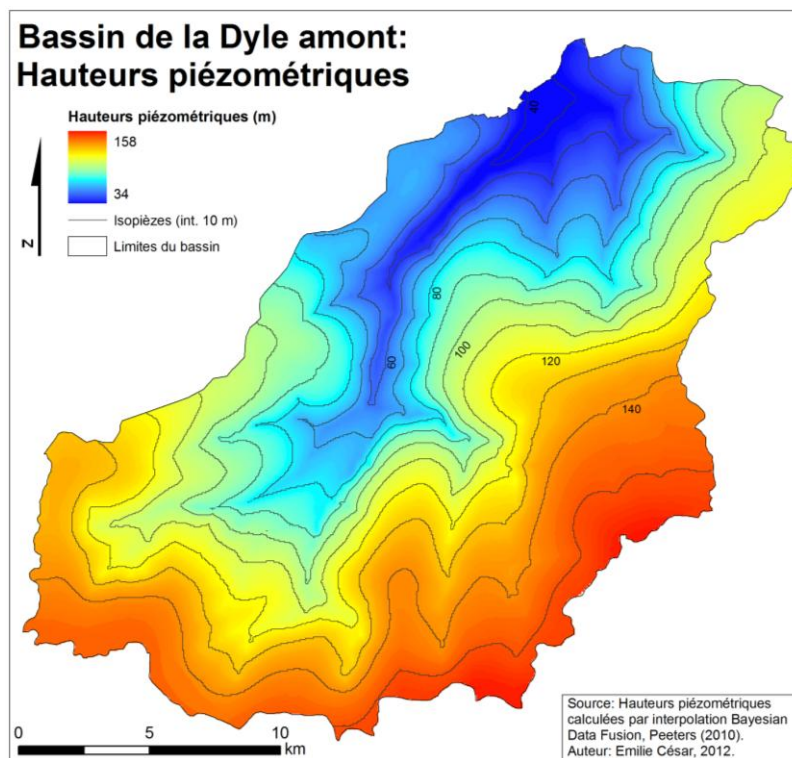 Bassin de la Dyle amont:
Hauteurs piézométriques
Hauteurs piézométriques (m)
158
34
Isopièzes (int. 10 m)
Limites du bassin
N
40
80
60
100
120
140
0 5 10
km
Source: Hauteurs piézométriques
calculées par interpolation Bayesian
Data Fusion, Peeters (2010).
Auteur: Emilie César, 2012.